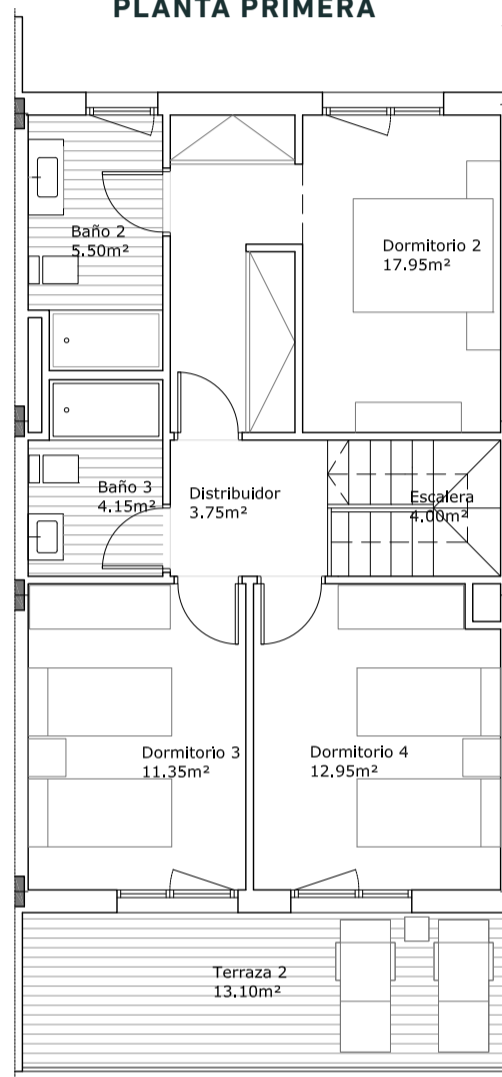 PLANTA PRIMERA
Baño 2
5.50m²
Dormitorio 2
17.95m²
Baño 3
4.15m²
Distribuidor
3.75m²
Escalera
4.00m²
Dormitorio 3
11.35m²
Dormitorio 4
12.95m²
Terraza 2
13.10m²